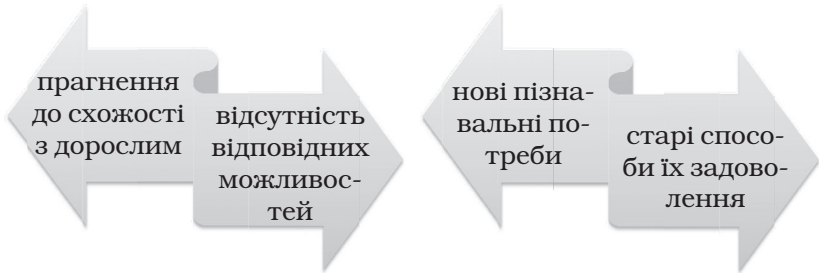 прагнення
до схожості
з дорослим
відсутність
відповідних
можливос-
тей
нові пізна-
вальні по-
треби
старі спосо-
би їх задово-
лення